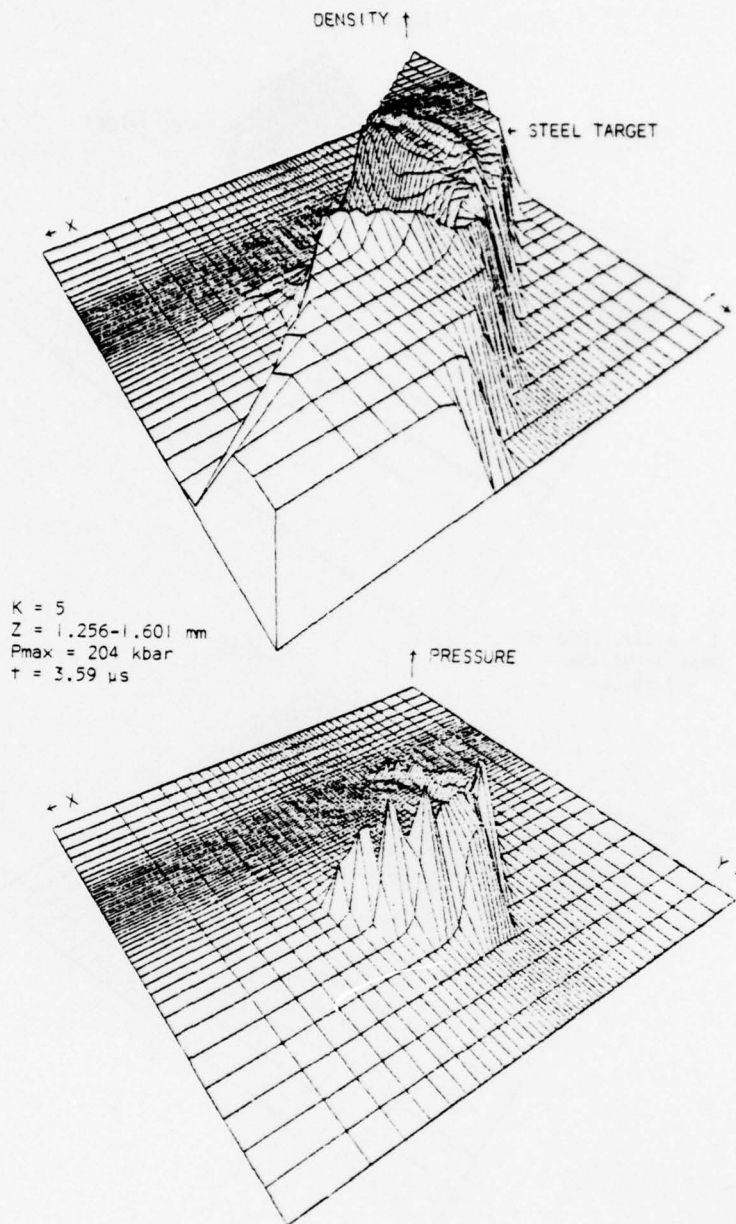 DENSITY ↑
← STEEL TARGET
← X
K = 5
Z = 1.256-1.601 mm
Pmax = 204 kbar
t = 3.59 µs
↑ PRESSURE
← X
Y